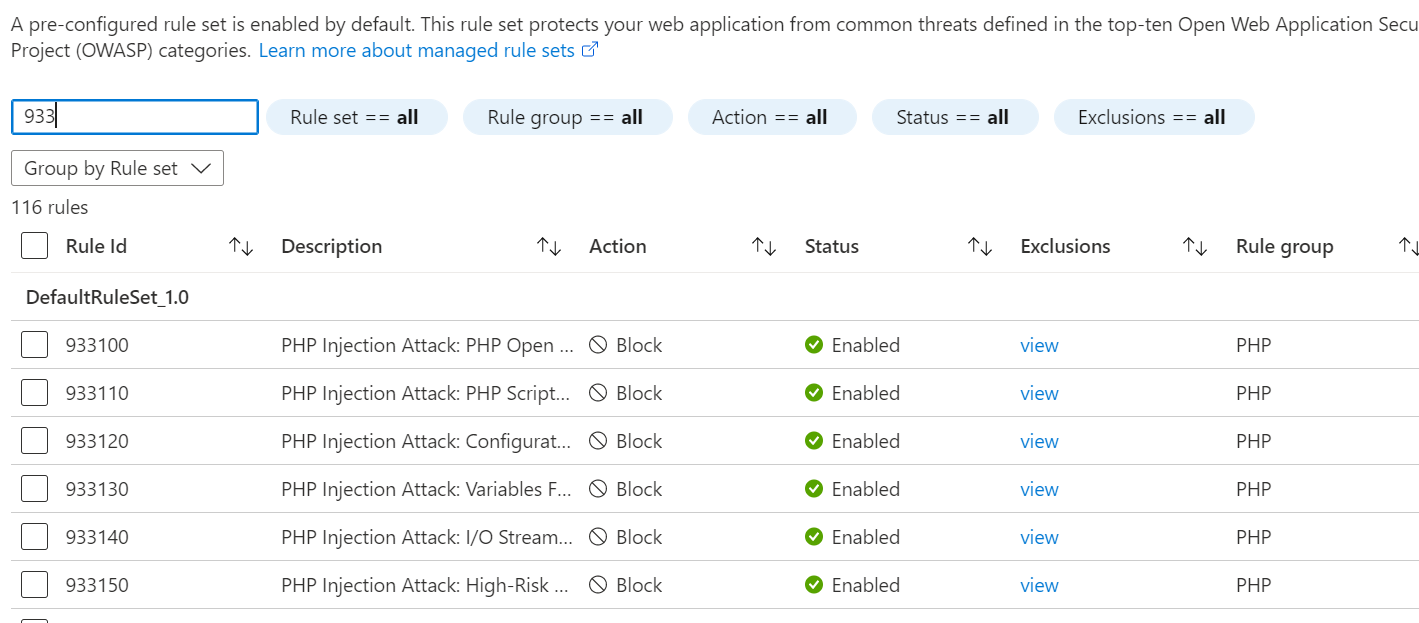 A pre-configured rule set is enabled by default. This rule set protects your web application from common threats defined in the top-ten Open Web Application Secu
Project (OWASP) categories. Learn more about managed rule sets
933 Rule set == all Rule group == all Action == all Status == all Exclusions == all
Group by Rule set
116 rules
Rule Id Description Action Status Exclusions Rule group
DefaultRuleSet_1.0
933100 PHP Injection Attack: PHP Open ... Block Enabled view PHP
933110 PHP Injection Attack: PHP Script... Block Enabled view PHP
933120 PHP Injection Attack: Configurat... Block Enabled view PHP
933130 PHP Injection Attack: Variables F... Block Enabled view PHP
933140 PHP Injection Attack: I/O Stream... Block Enabled view PHP
933150 PHP Injection Attack: High-Risk ... Block Enabled view PHP